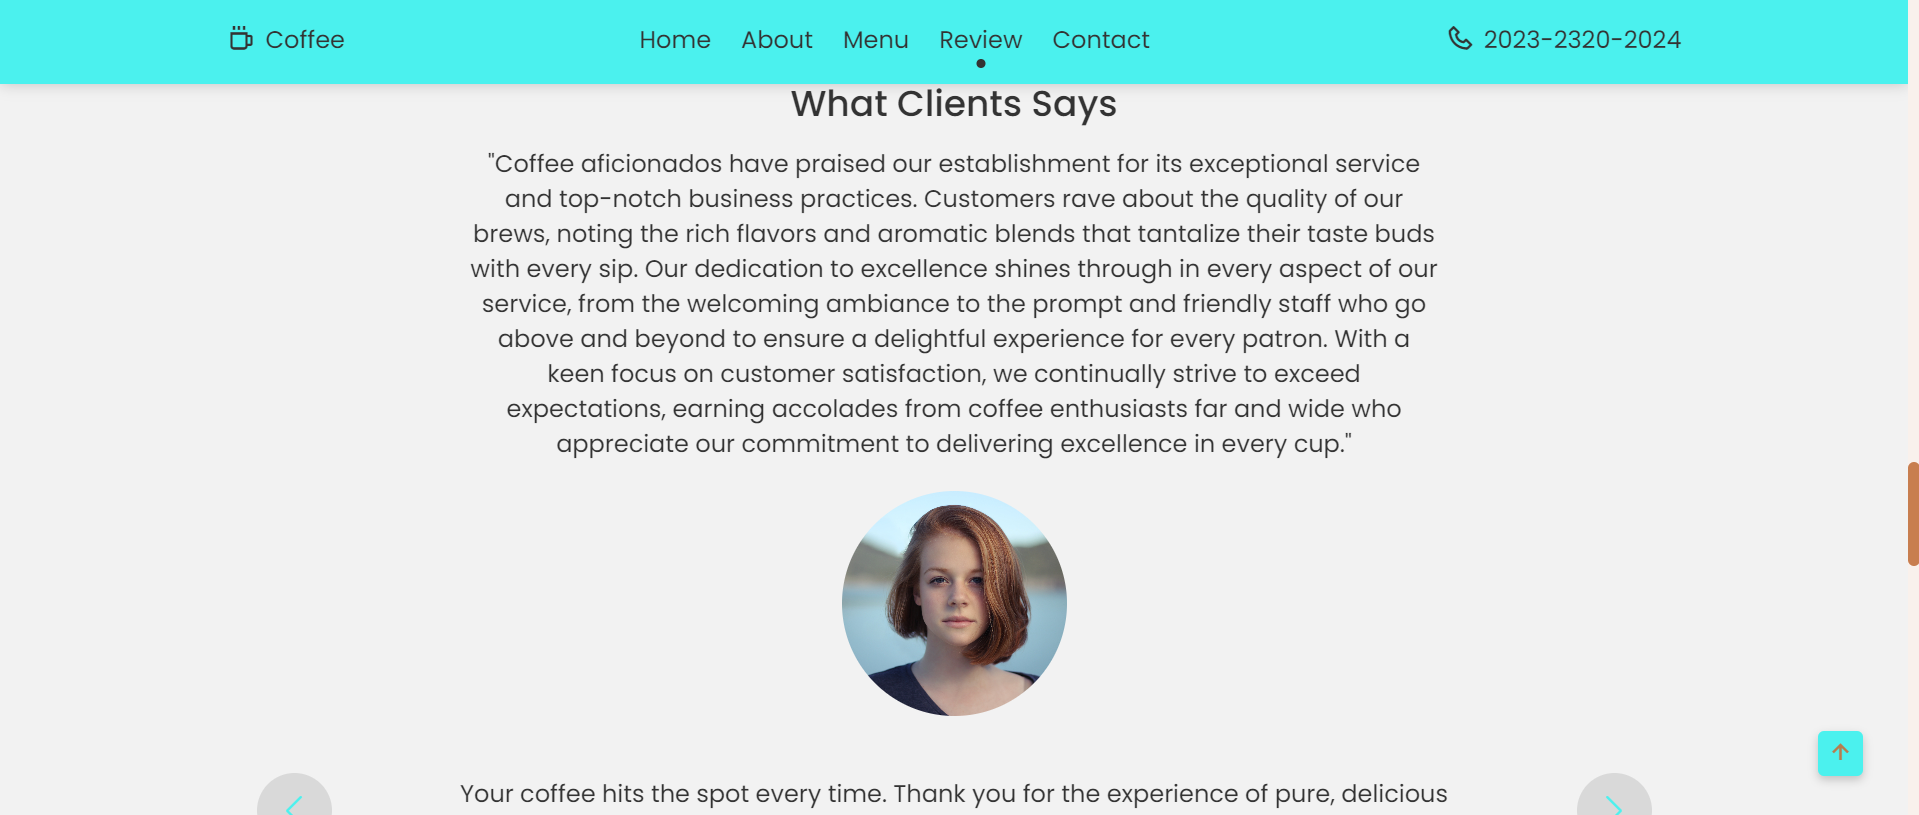 Coffee
Home About Menu Review Contact
2023-2320-2024
What Clients Says
"Coffee aficionados have praised our establishment for its exceptional service
and top-notch business practices. Customers rave about the quality of our
brews, noting the rich flavors and aromatic blends that tantalize their taste buds
with every sip. Our dedication to excellence shines through in every aspect of our
service, from the welcoming ambiance to the prompt and friendly staff who go
above and beyond to ensure a delightful experience for every patron. With a
keen focus on customer satisfaction, we continually strive to exceed
expectations, earning accolades from coffee enthusiasts far and wide who
appreciate our commitment to delivering excellence in every cup."
Your coffee hits the spot every time. Thank you for the experience of pure, delicious